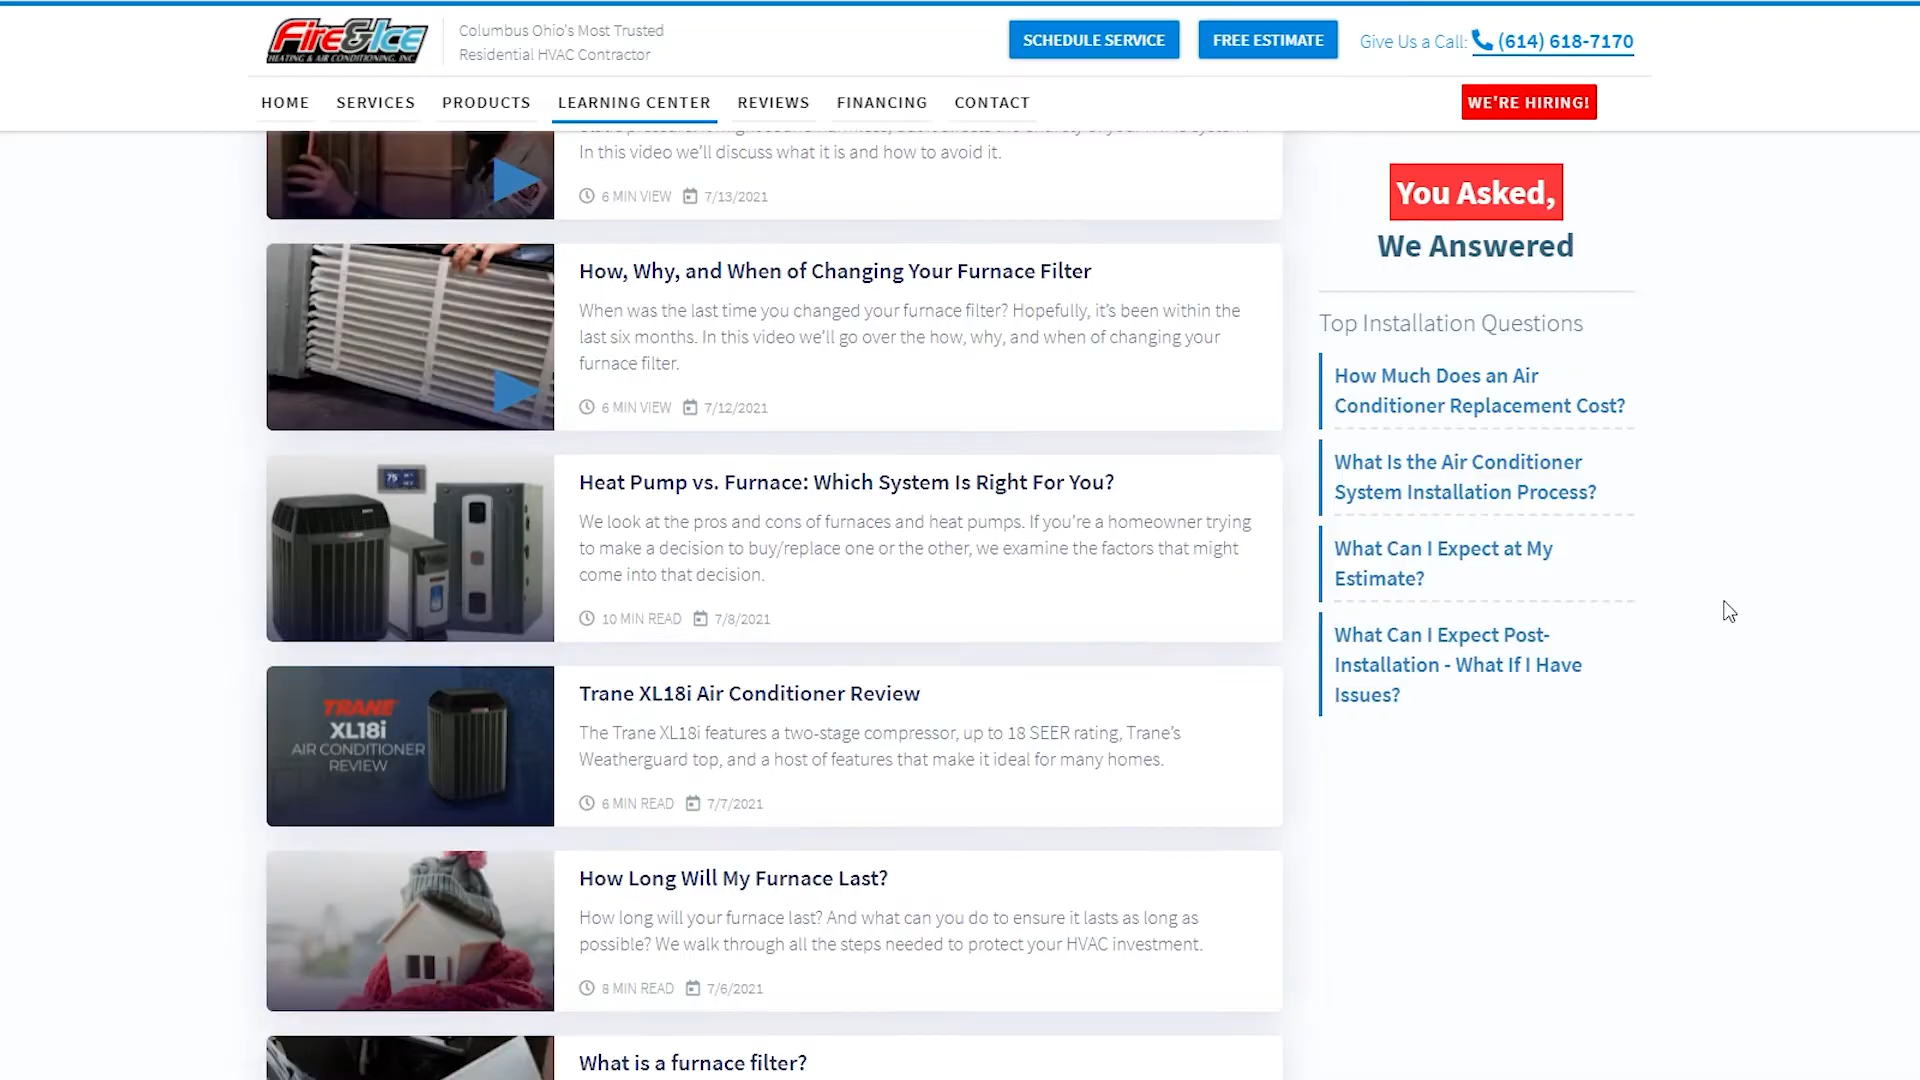 Fire&Ice
HEATING & AIR CONDITIONING, INC
Columbus Ohio's Most Trusted
Residential HVAC Contractor
SCHEDULE SERVICE
FREE ESTIMATE
Give Us a Call: (614) 618-7170
HOME
SERVICES
PRODUCTS
LEARNING CENTER
REVIEWS
FINANCING
CONTACT
WE'RE HIRING!
In this video we’ll discuss what it is and how to avoid it.
6 MIN VIEW 7/13/2021
How, Why, and When of Changing Your Furnace Filter
When was the last time you changed your furnace filter? Hopefully, it’s been within the
last six months. In this video we’ll go over the how, why, and when of changing your
furnace filter.
6 MIN VIEW 7/12/2021
75
Heat Pump vs. Furnace: Which System Is Right For You?
We look at the pros and cons of furnaces and heat pumps. If you’re a homeowner trying
to make a decision to buy/replace one or the other, we examine the factors that might
come into that decision.
10 MIN READ 7/8/2021
TRANE
XL18i
AIR CONDITIONER
REVIEW
Trane XL18i Air Conditioner Review
The Trane XL18i features a two-stage compressor, up to 18 SEER rating, Trane’s
Weatherguard top, and a host of features that make it ideal for many homes.
6 MIN READ 7/7/2021
How Long Will My Furnace Last?
How long will your furnace last? And what can you do to ensure it lasts as long as
possible? We walk through all the steps needed to protect your HVAC investment.
8 MIN READ 7/6/2021
What is a furnace filter?
You Asked,
We Answered
Top Installation Questions
How Much Does an Air
Conditioner Replacement Cost?
What Is the Air Conditioner
System Installation Process?
What Can I Expect at My
Estimate?
What Can I Expect Post-
Installation - What If I Have
Issues?